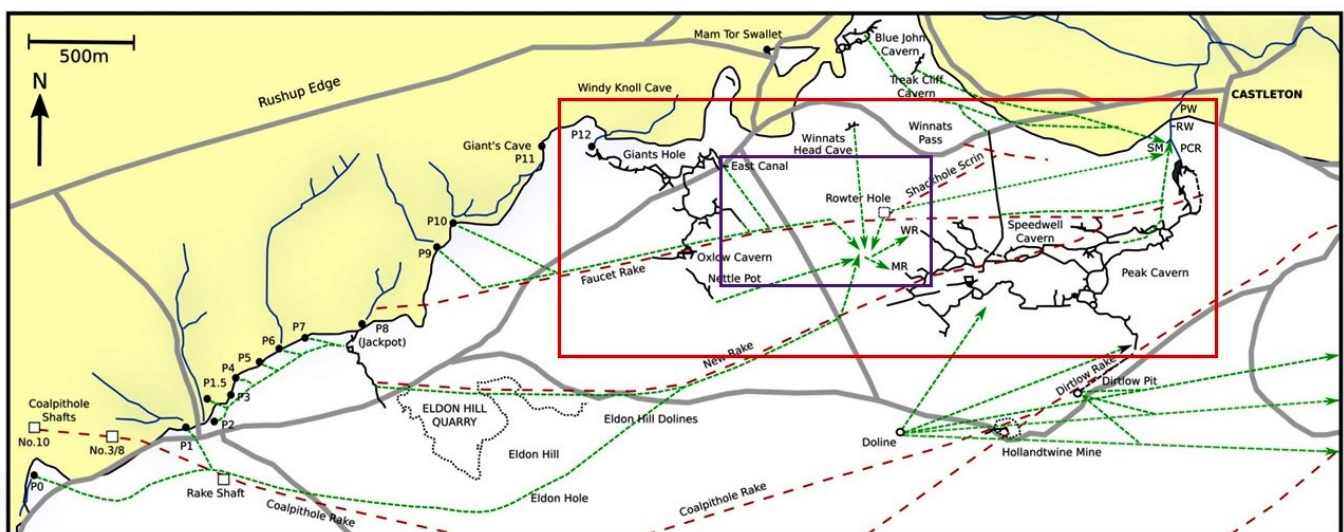 500m
N
Rushup Edge
Mam Tor Swallet
Blue John
Cavern
Treak Cliff
Cavern
CASTLETON
Windy Knoll Cave
P12
Giant's Cave
P11
Giants Hole
Winnats
Head Cave
Winnats
Pass
PW
RW
SM
PCR
East Canal
Shackhole Scrin
Rowter Hole
P10
P9
WR
Speedwell
Cavern
Oxlow Cavern
MR
Peak Cavern
Faucet Rake
Nettle Pot
P8
(Jackpot)
P7
P6
P5
P4
P1.5
P3
P2
P1
New Rake
Dirtlow Rake
Dirtlow Pit
Coalpithole
Shafts
No.10
No.3/8
ELDON HILL
QUARRY
Eldon Hill Dolines
Eldon Hill
Doline
Hollandtwine Mine
P0
Rake Shaft
Eldon Hole
Coalpithole Rake
Coalpithole Rake